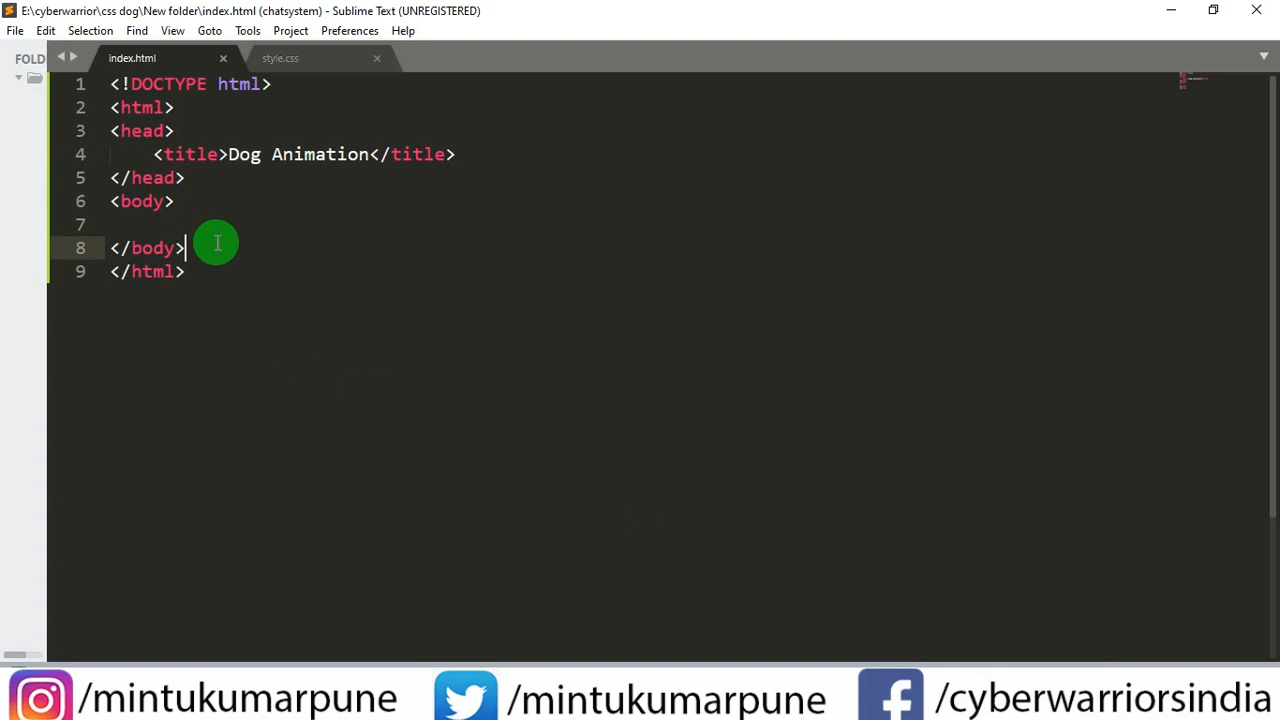 E:\cyberwarrior\css dog\New folder\index.html (chatsystem) - Sublime Text (UNREGISTERED)
File Edit Selection Find View Goto Tools Project Preferences Help
FOLD
index.html × style.css ×
1 <!DOCTYPE html>
2 <html>
3 <head>
4 <title>Dog Animation</title>
5 </head>
6 <body>
7
8 </body>
9 </html>
/mintukumarpune /mintukumarpune /cyberwarriorsindia